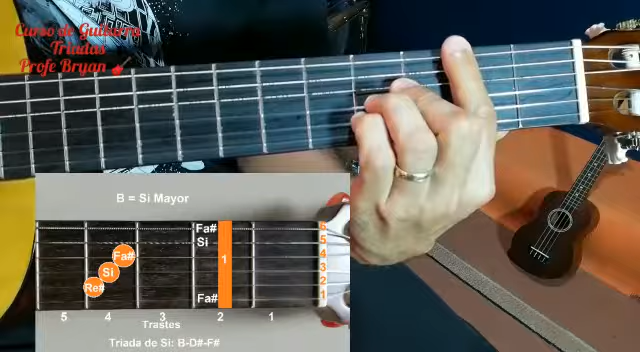 Curso de Guitarra
Triadas
Profe Bryan
B = Si Mayor
Fa#
Si
Fa#
Si
Re#
Fa#
1
6
5
4
3
2
1
5 4 3 2 1
Trastes
Triada de Si: B-D#-F#